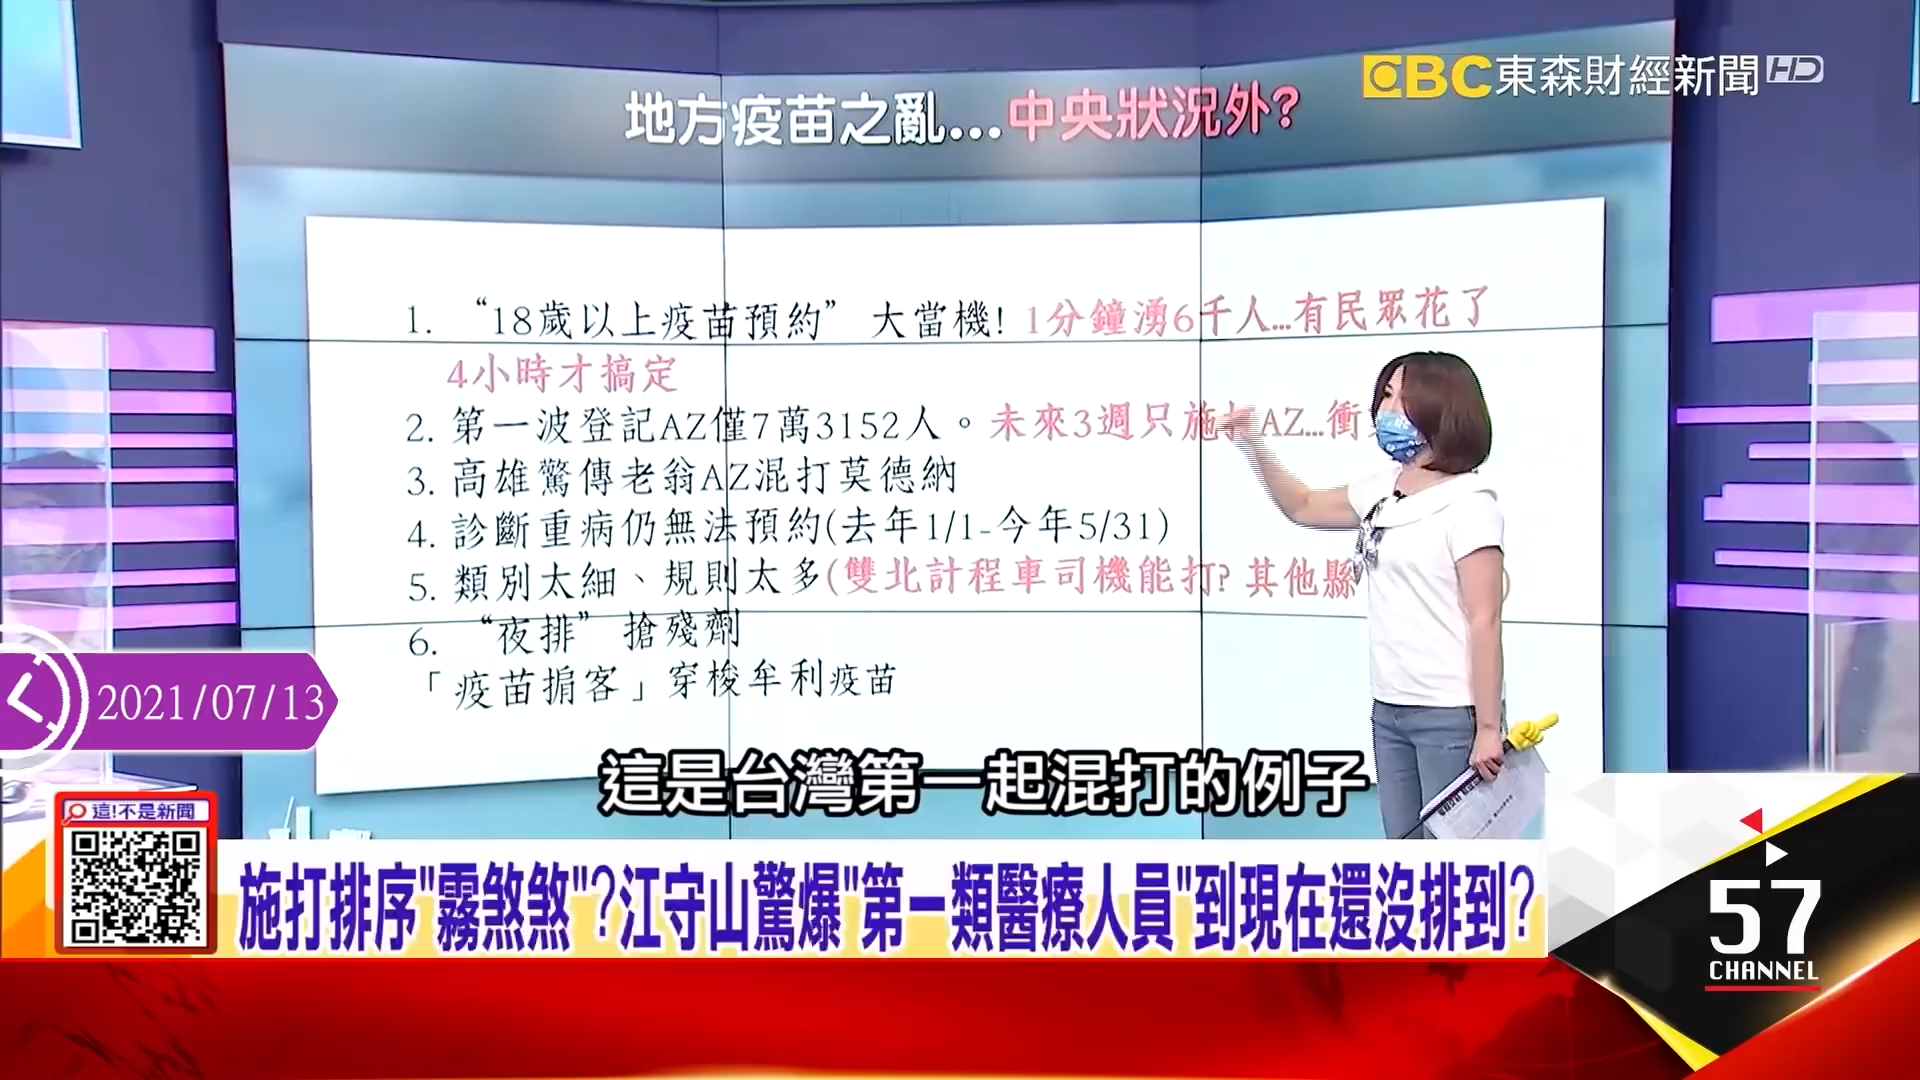 EBC東森財經新聞HD
地方疫苗之亂...中央狀況外?
1. “18歲以上疫苗預約” 大當機! 1分鐘湧6千人...有民眾花了
4小時才搞定
2. 第一波登記AZ僅7萬3152人。未來3週只施打AZ...衝
3. 高雄驚傳老翁AZ混打莫德納
4. 診斷重病仍無法預約(去年1/1-今年5/31)
5. 類別太細、規則太多(雙北計程車司機能打? 其他縣
6. “夜排” 搶殘劑
「疫苗掮客」穿梭牟利疫苗
2021/07/13
這是台灣第一起混打的例子
這!不是新聞
施打排序"霧煞煞"?江守山驚爆"第一類醫療人員"到現在還沒排到?
57
CHANNEL